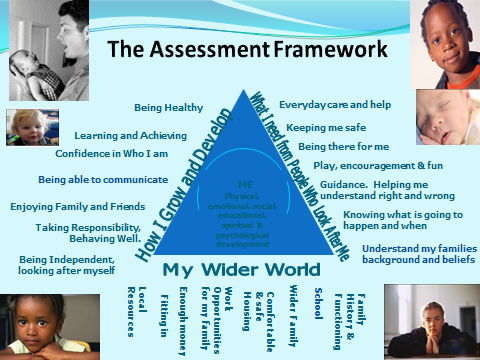 The Assessment Framework
Being Healthy
Learning and Achieving
Confidence in Who I am
Being able to communicate
Enjoying Family and Friends
Taking Responsibility,
Behaving Well.
Being Independent,
looking after myself
How I Grow and Develop
What I need from People Who Look After Me
Everyday care and help
Keeping me safe
Being there for me
Play, encouragement & fun
Guidance. Helping me
understand right and wrong
Knowing what is going to
happen and when
Understand my families
background and beliefs
ME
Physical,
emotional, social,
educational,
spiritual &
psychological
development
My Wider World
Local
Resources
Fitting in
Enough money
Work
Opportunities
for my family
Comfortable
& safe
Housing
Wider Family
School
Family
History &
Functioning